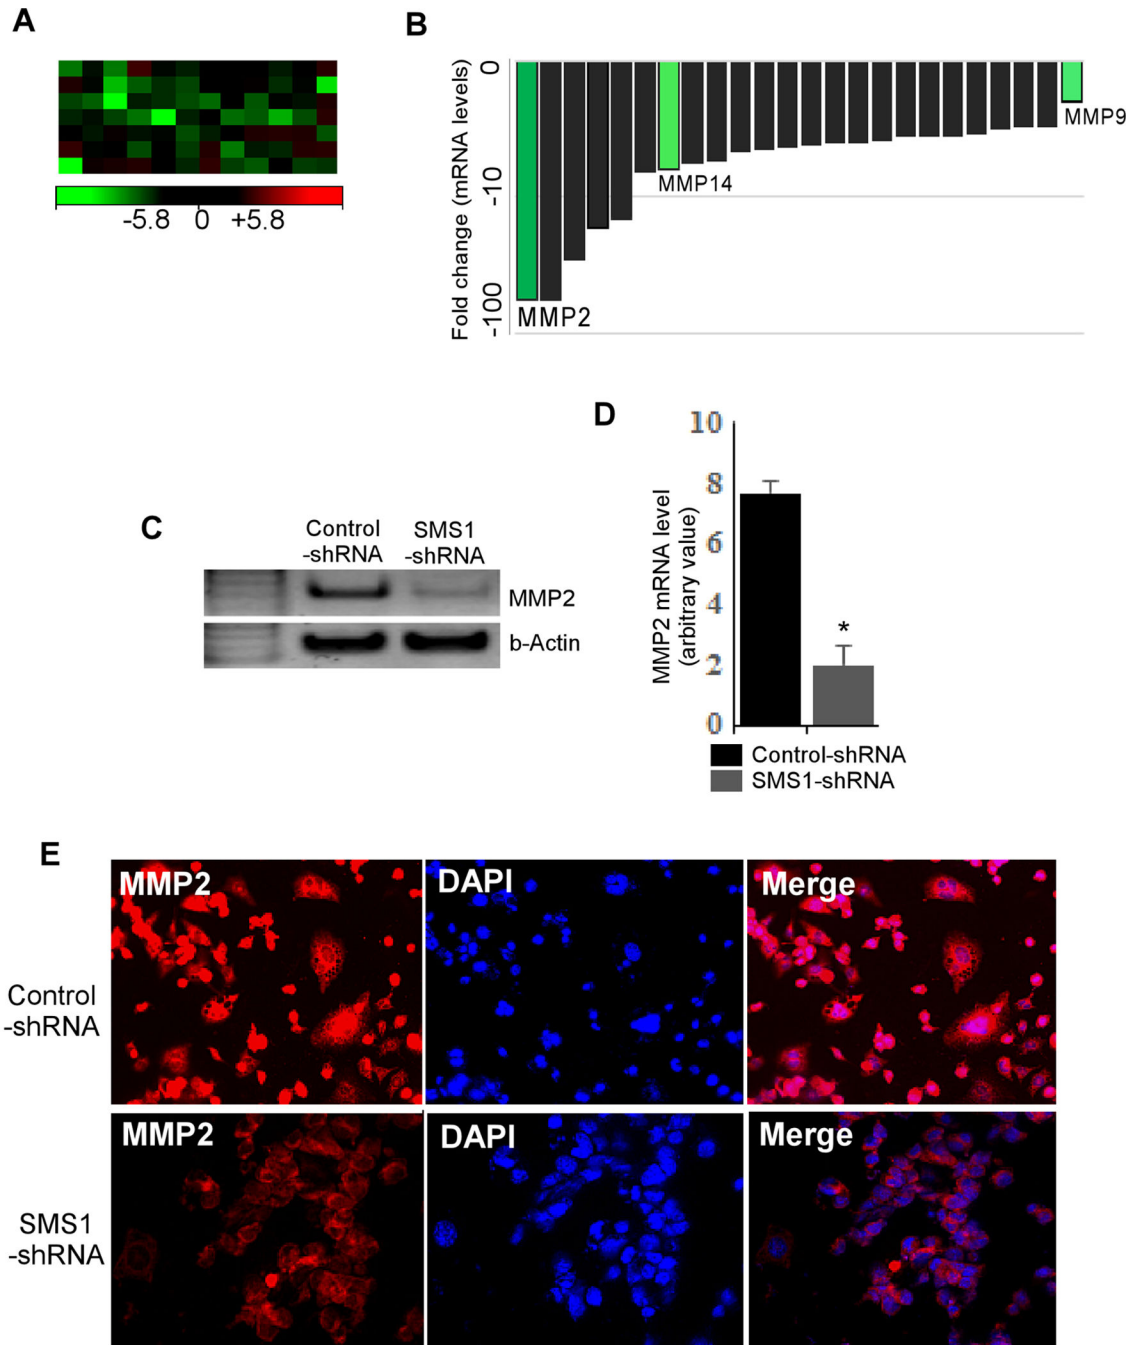 A
-5.8 0 +5.8
B
Fold change (mRNA levels)
0
-10
-100
MMP2
MMP14
MMP9
C
Control
-shRNA
SMS1
-shRNA
MMP2
b-Actin
D
MMP2 mRNA level
(arbitrary value)
10
8
6
4
2
0
*
Control-shRNA
SMS1-shRNA
E
Control
-shRNA
MMP2
DAPI
Merge
SMS1
-shRNA
MMP2
DAPI
Merge